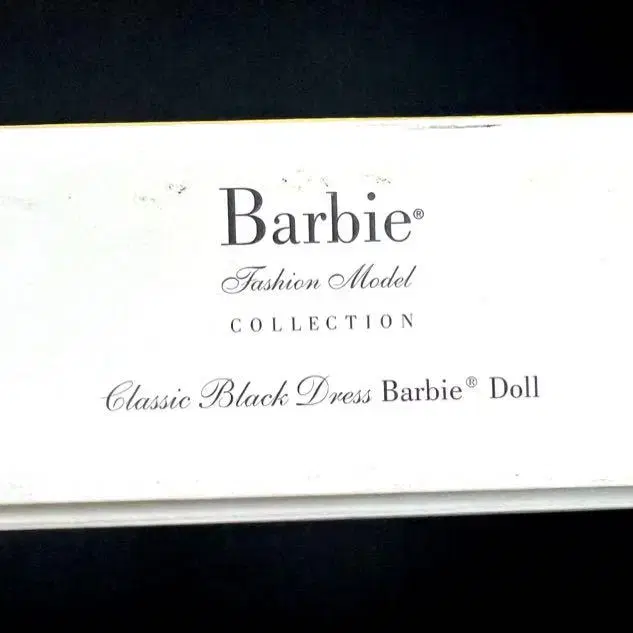 Barbie®
Fashion Model
COLLECTION
Classic Black Dress Barbie® Doll